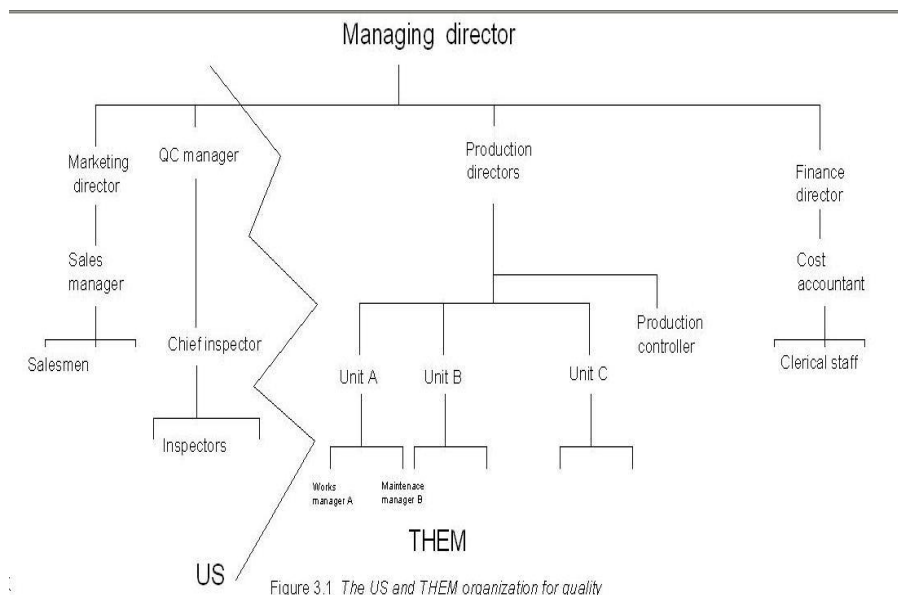 Managing director
Marketing
director
QC manager
Production
directors
Finance
director
Sales
manager
Cost
accountant
Production
controller
Chief inspector
Salesmen
Unit A
Unit B
Unit C
Clerical staff
Inspectors
Works
manager A
Maintenace
manager B
THEM
US
Figure 3.1 The US and THEM organization for quality